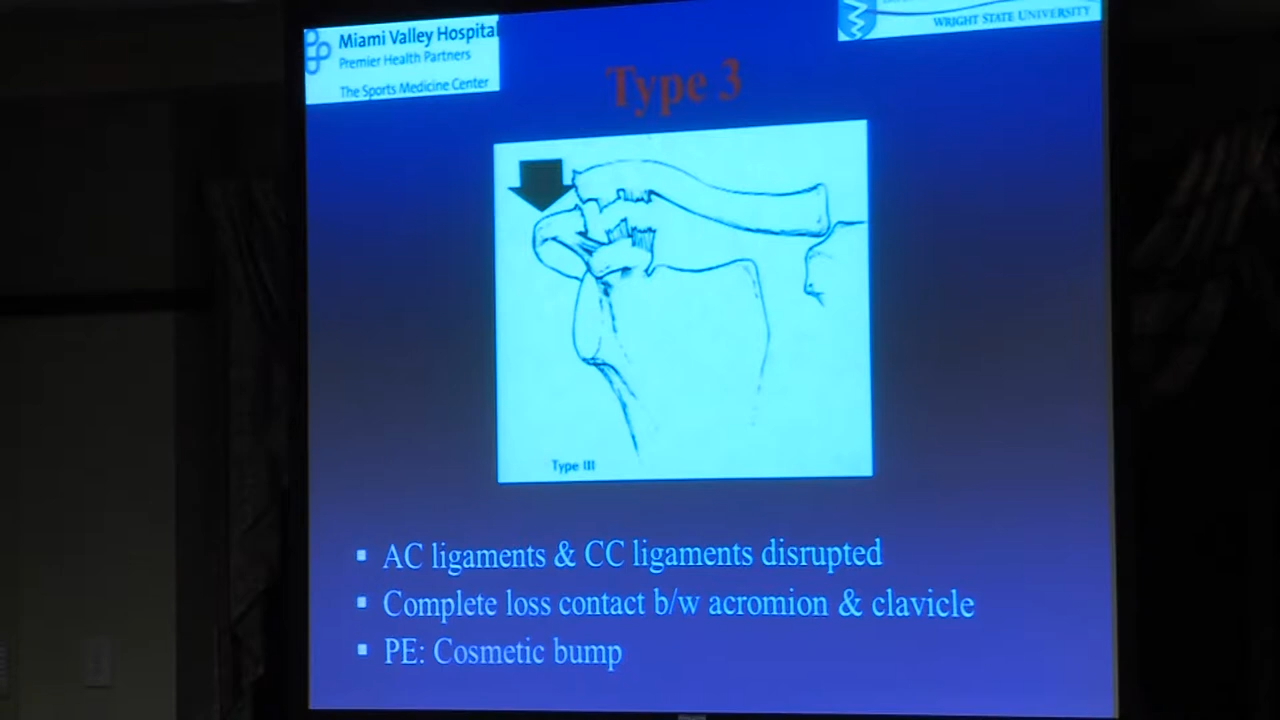 Miami Valley Hospital
Premier Health Partners
The Sports Medicine Center
WRIGHT STATE UNIVERSITY
Type 3
Type III
▪ AC ligaments & CC ligaments disrupted
▪ Complete loss contact b/w acromion & clavicle
▪ PE: Cosmetic bump